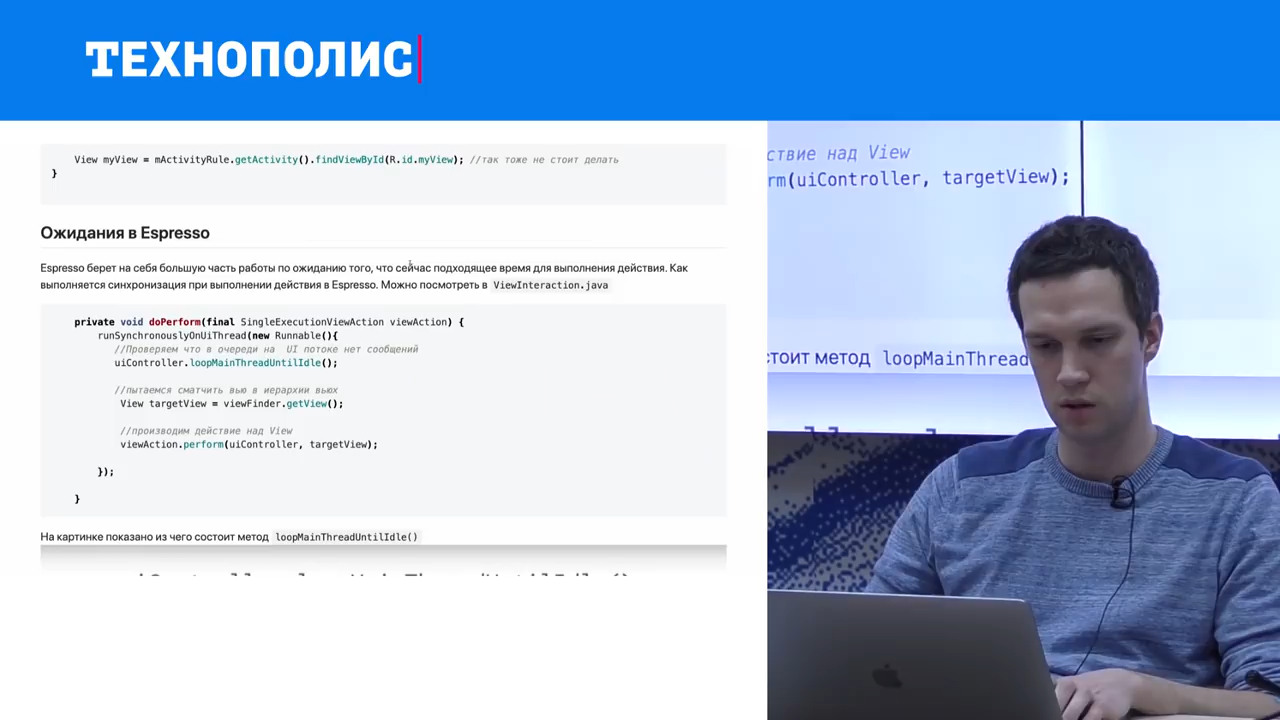 ТЕХНОПОЛИС
View myView = mActivityRule.getActivity().findViewById(R.id.myView); //так тоже не стоит делать
}
Ожидания в Espresso
Espresso берет на себя большую часть работы по ожиданию того, что сейчас подходящее время для выполнения действия. Как
выполняется синхронизация при выполнении действия в Espresso. Можно посмотреть в ViewInteraction.java
private void doPerform(final SingleExecutionViewAction viewAction) {
runSynchronouslyOnUiThread(new Runnable(){
//Проверяем что в очереди на UI потоке нет сообщений
uiController.loopMainThreadUntilIdle();
//пытаемся сматчить вью в иерархии вьюх
View targetView = viewFinder.getView();
//производим действие над View
viewAction.perform(uiController, targetView);
});
}
На картинке показано из чего состоит метод loopMainThreadUntilIdle()
ствие над View
rm(uiController, targetView);
стоит метод loopMainThread